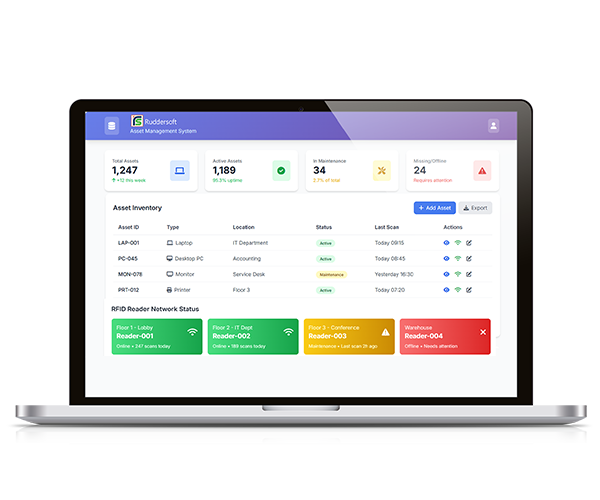 Ruddersoft
Asset Management System
Total Assets
1,247
+12 this week
Active Assets
1,189
95.5% uptime
In Maintenance
34
2.7% of total
Missing/Offline
24
Requires attention
Asset Inventory
+ Add Asset
Export
Asset ID Type Location Status Last Scan Actions
LAP-001 Laptop IT Department Active Today 09:15
PC-045 Desktop PC Accounting Active Today 08:45
MON-078 Monitor Service Desk Maintenance Yesterday 16:30
PRT-012 Printer Floor 3 Active Today 07:20
RFID Reader Network Status
Floor 1 - Lobby
Reader-001
Online • 247 scans today
Floor 2 - IT Dept
Reader-002
Online • 189 scans today
Floor 3 - Conference
Reader-003
Maintenance • Last scan 2h ago
Warehouse
Reader-004
Offline • Needs attention